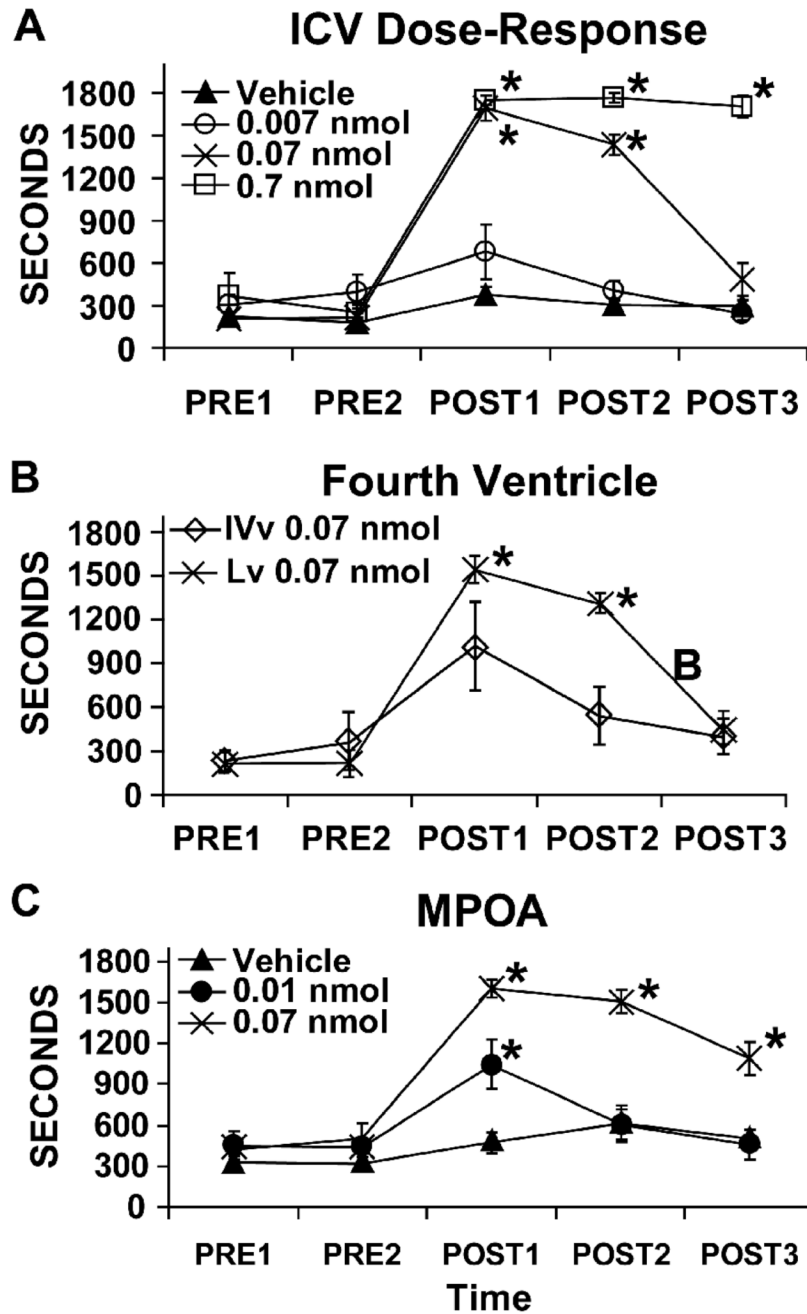 A
ICV Dose-Response
SECONDS
1800
1500
1200
900
600
300
0
Vehicle
0.007 nmol
0.07 nmol
0.7 nmol
*
*
*
*
*
PRE1 PRE2 POST1 POST2 POST3
B
Fourth Ventricle
SECONDS
1800
1500
1200
900
600
300
0
IVv 0.07 nmol
Lv 0.07 nmol
*
*
B
PRE1 PRE2 POST1 POST2 POST3
C
MPOA
SECONDS
1800
1500
1200
900
600
300
0
Vehicle
0.01 nmol
0.07 nmol
*
*
*
*
PRE1 PRE2 POST1 POST2 POST3
Time